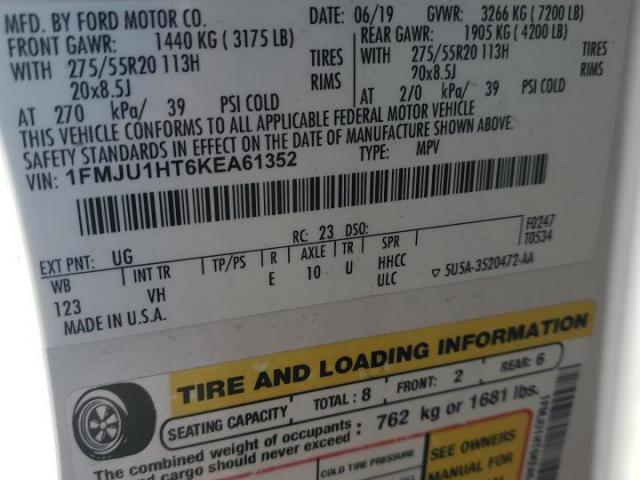 MFD. BY FORD MOTOR CO. DATE: 06/19 GVWR: 3266 KG (7200 LB)
FRONT GAWR: 1440 KG (3175 LB) REAR GAWR: 1905 KG (4200 LB)
WITH 275/55R20 113H TIRES WITH 275/55R20 113H TIRES
20x8.5J RIMS 20x8.5J RIMS
AT 270 kPa/ 39 PSI COLD AT 270 kPa/ 39 PSI COLD
THIS VEHICLE CONFORMS TO ALL APPLICABLE FEDERAL MOTOR VEHICLE
SAFETY STANDARDS IN EFFECT ON THE DATE OF MANUFACTURE SHOWN ABOVE.
VIN: 1FMJU1HT6KEA61352 TYPE: MPV
F0247
T0534
EXT PNT: UG RC: 23 DSO:
WB INT TR TP/PS R AXLE TR SPR
123 VH E 10 U HHCC
ULC ▽ 5U5A-3520472-AA
MADE IN U.S.A.
TIRE AND LOADING INFORMATION
SEATING CAPACITY TOTAL: 8 FRONT: 2 REAR: 6
The combined weight of occupants
and cargo should never exceed : 762 kg or 1681 lbs.
COLD TIRE PRESSURE
SEE OWNERS
MANUAL FOR